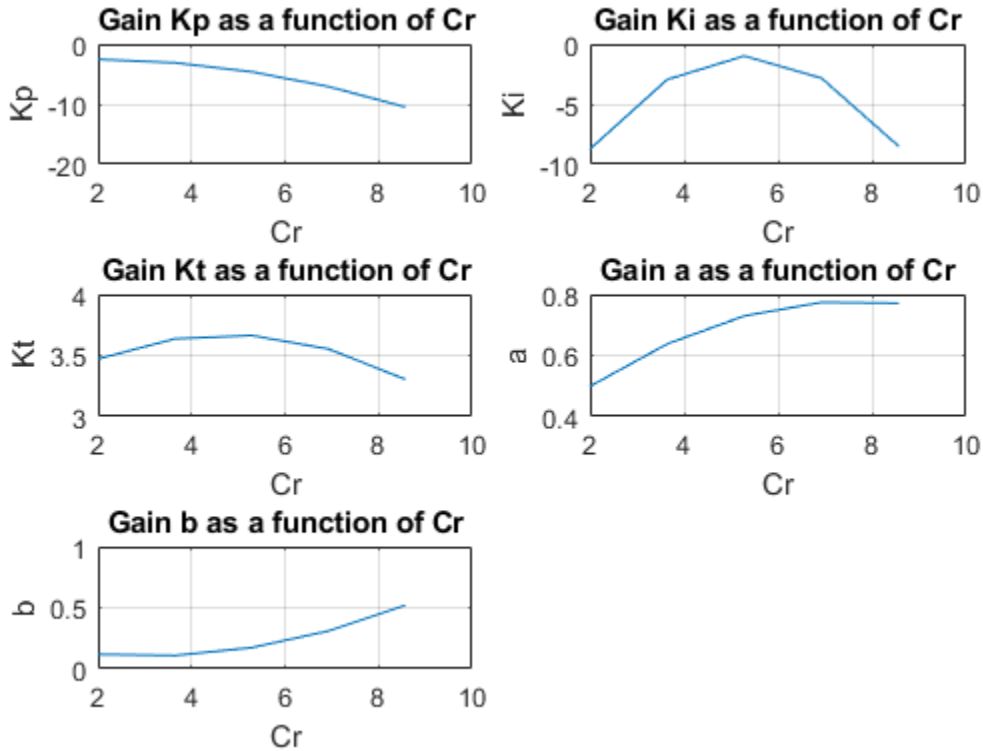 Gain Kp as a function of Cr
0
-10
-20
Kp
2 4 6 8 10
Cr
Gain Ki as a function of Cr
0
-5
-10
Ki
2 4 6 8 10
Cr
Gain Kt as a function of Cr
4
3.5
3
Kt
2 4 6 8 10
Cr
Gain a as a function of Cr
0.8
0.6
0.4
a
2 4 6 8 10
Cr
Gain b as a function of Cr
1
0.5
0
b
2 4 6 8 10
Cr